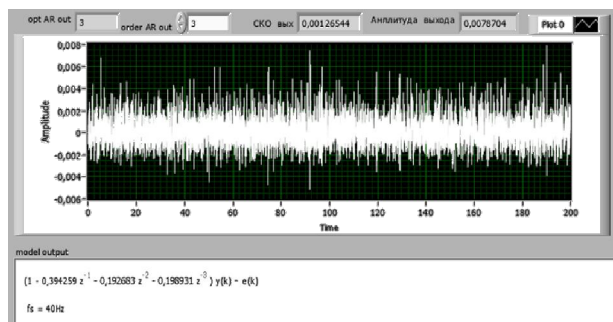 opt AR out 3 order AR out 3 СКО вых 0,00126544 Амплитуда выхода 0,0078704 Plot 0
0,008
0,006
0,004
0,002
0
-0,002
-0,004
-0,006
Amplitude
0 20 40 60 80 100 120 140 160 180 200
Time
model output
(1 - 0,394259 z^-1 - 0,192683 z^-2 - 0,198931 z^-3 ) y(k) = e(k)
fs = 40Hz